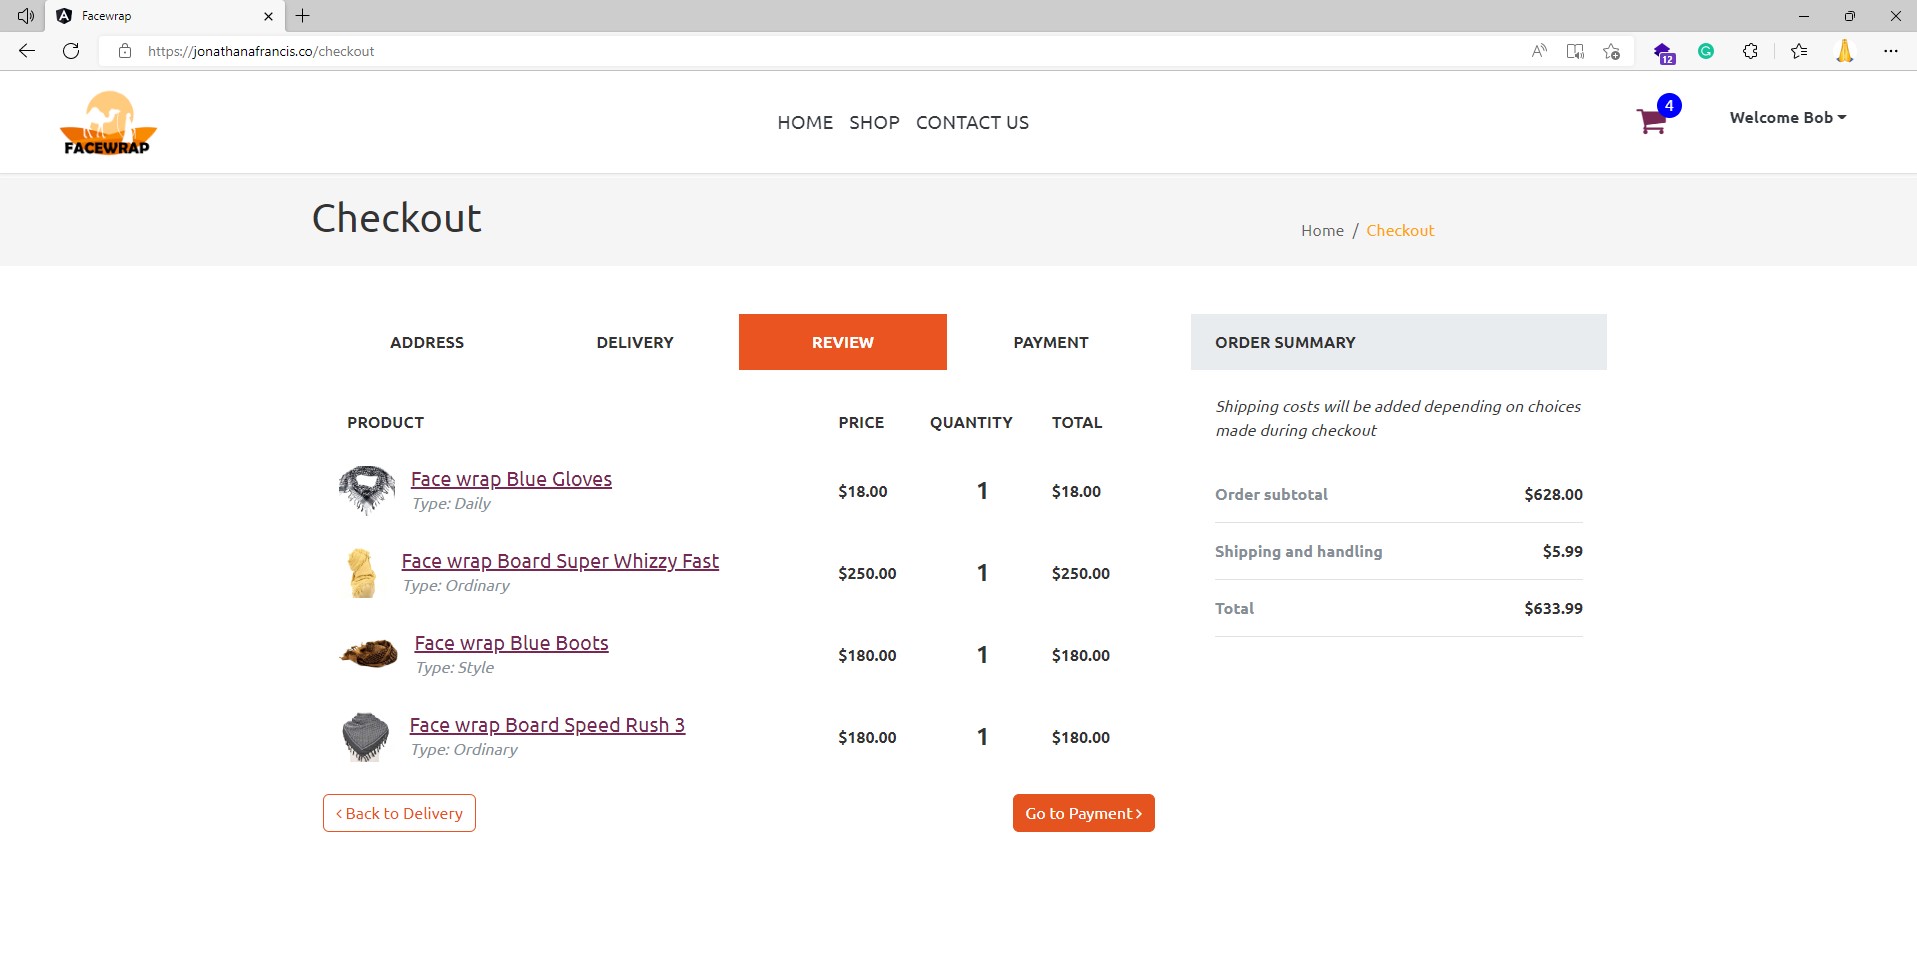 Facewrap
https://jonathanafrancis.co/checkout
12
FACEWRAP
HOME SHOP CONTACT US
4
Welcome Bob
Checkout
Home / Checkout
ADDRESS DELIVERY REVIEW PAYMENT
PRODUCT PRICE QUANTITY TOTAL
Face wrap Blue Gloves
Type: Daily
$18.00 1 $18.00
Face wrap Board Super Whizzy Fast
Type: Ordinary
$250.00 1 $250.00
Face wrap Blue Boots
Type: Style
$180.00 1 $180.00
Face wrap Board Speed Rush 3
Type: Ordinary
$180.00 1 $180.00
< Back to Delivery
Go to Payment >
ORDER SUMMARY
Shipping costs will be added depending on choices
made during checkout
Order subtotal $628.00
Shipping and handling $5.99
Total $633.99